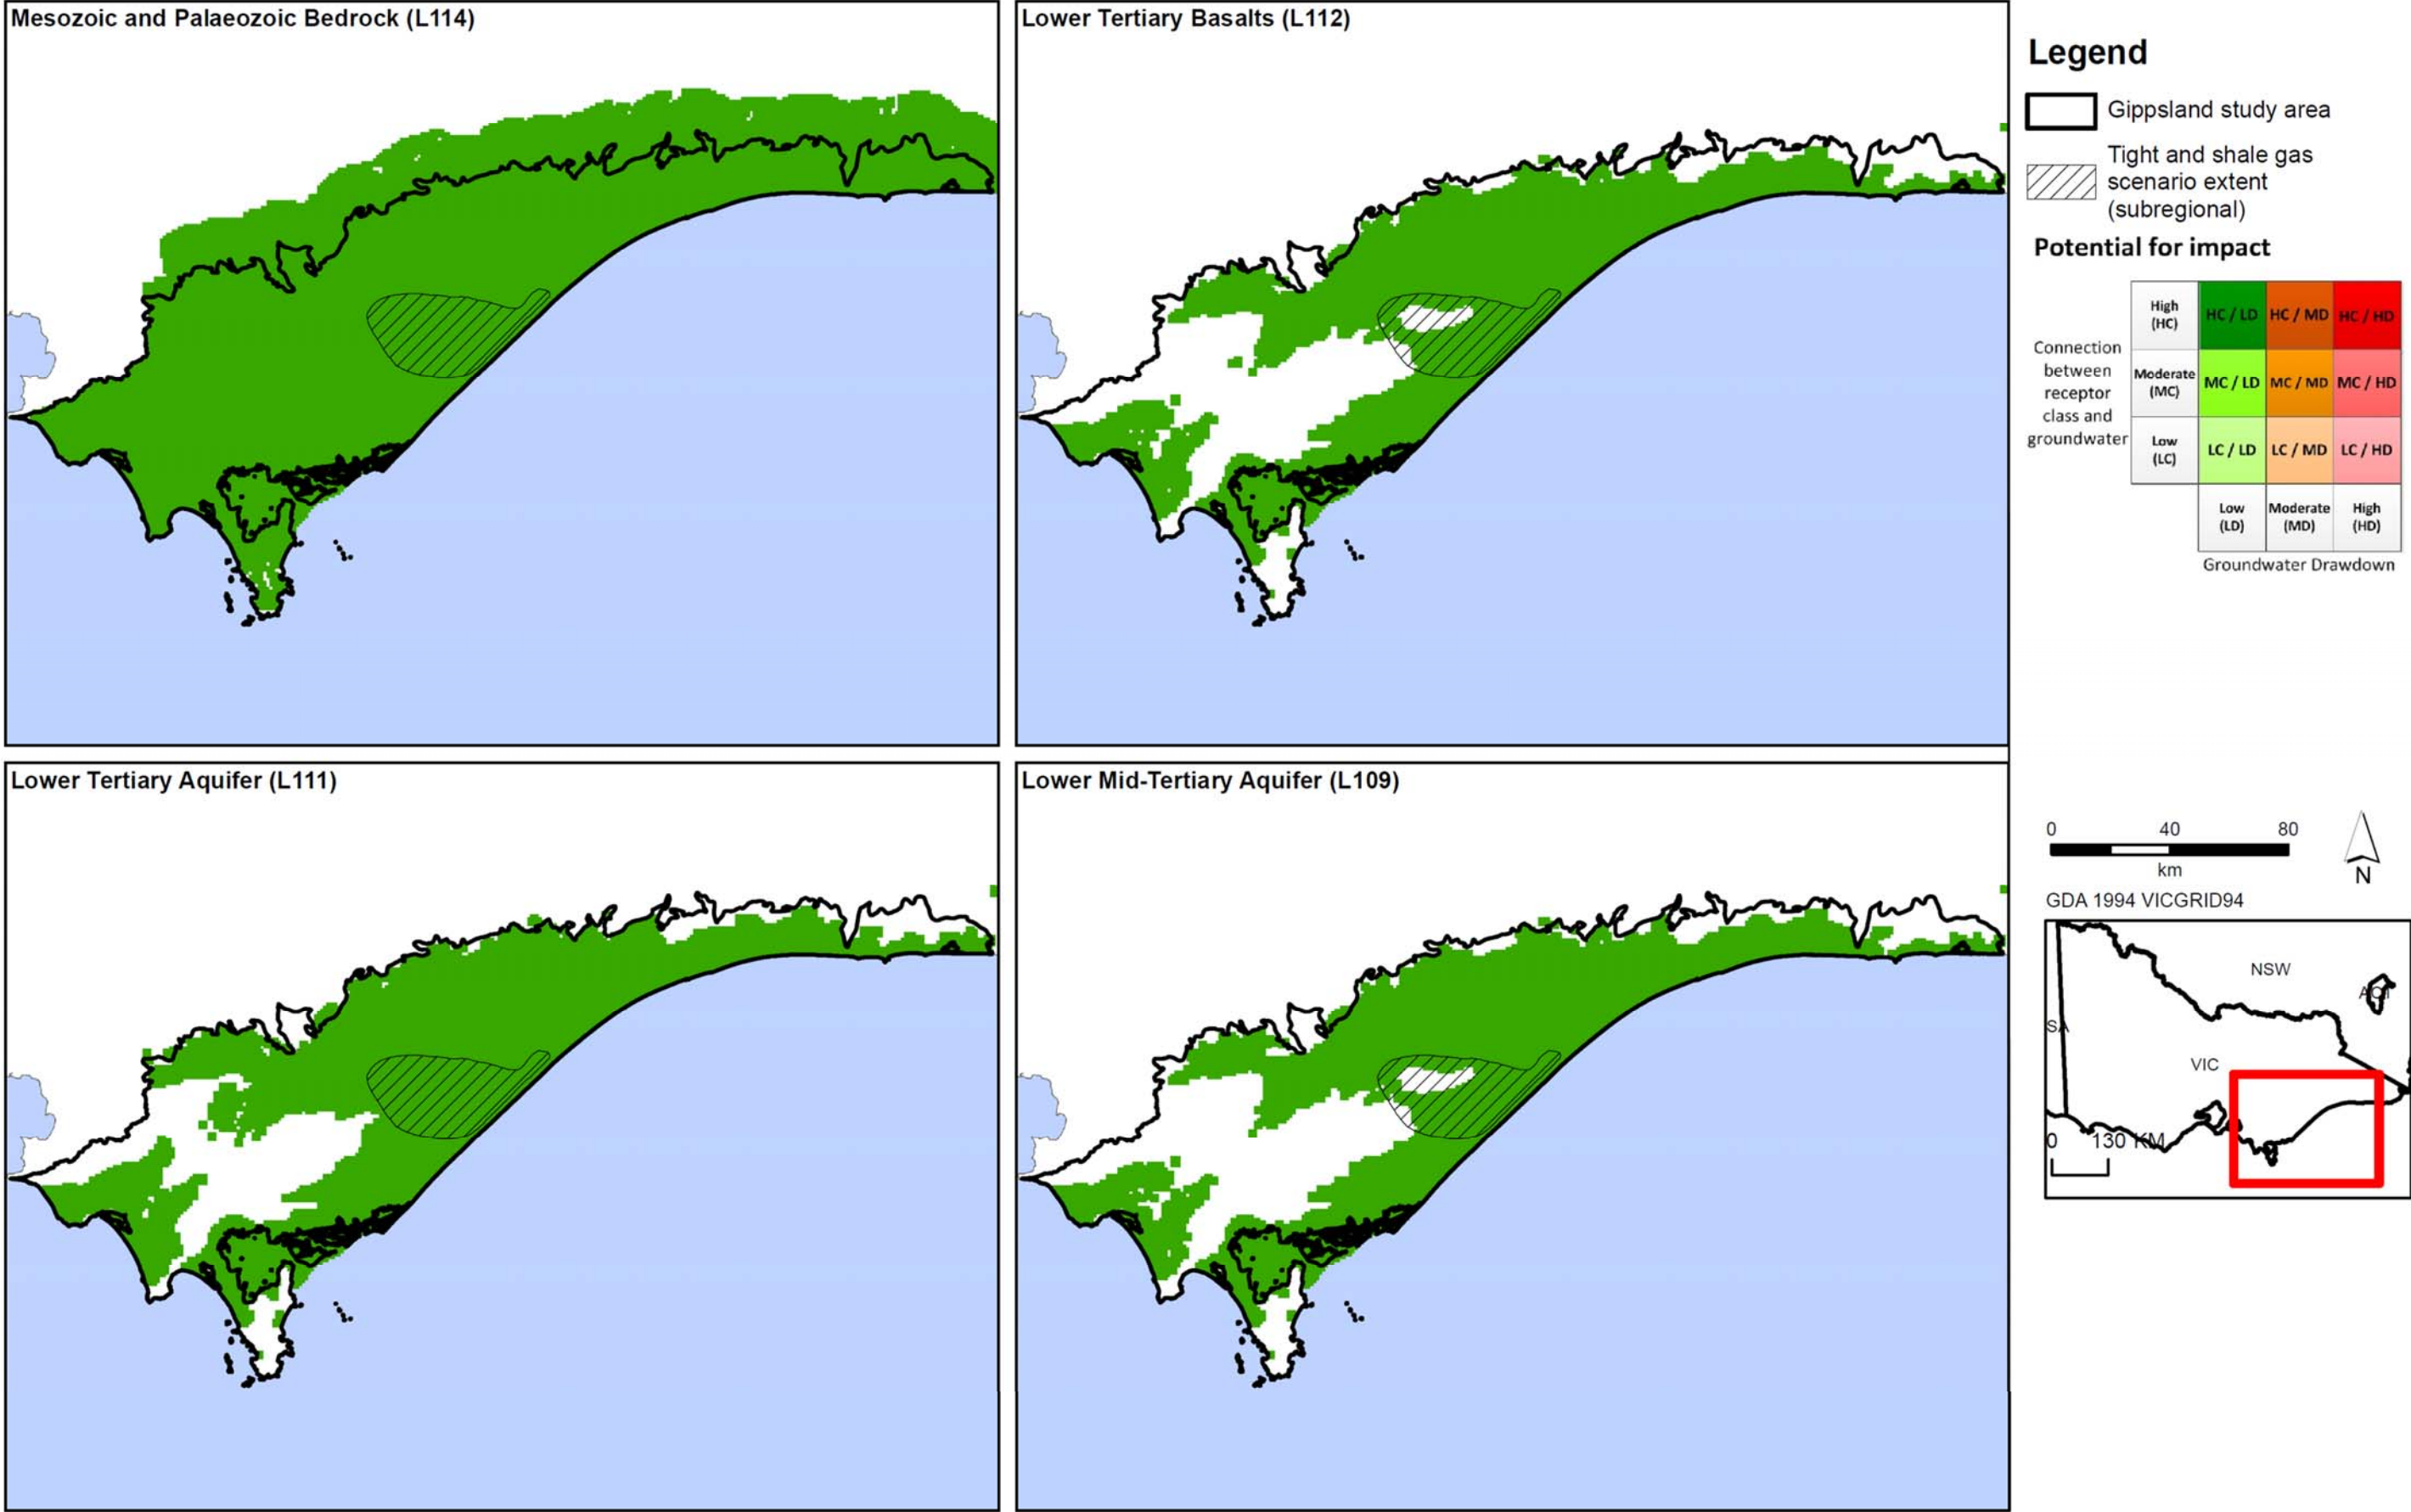 Mesozoic and Palaeozoic Bedrock (L114)
Lower Tertiary Basalts (L112)
Lower Tertiary Aquifer (L111)
Lower Mid-Tertiary Aquifer (L109)
Legend
Gippsland study area
Tight and shale gas
scenario extent
(subregional)
Potential for impact
Connection
between
receptor
class and
groundwater
High
(HC)
HC / LD HC / MD HC / HD
Moderate
(MC)
MC / LD MC / MD MC / HD
Low
(LC)
LC / LD LC / MD LC / HD
Low
(LD)
Moderate
(MD)
High
(HD)
Groundwater Drawdown
0 40 80
km
N
GDA 1994 VICGRID94
NSW
ACT
SA
VIC
0 130 KM